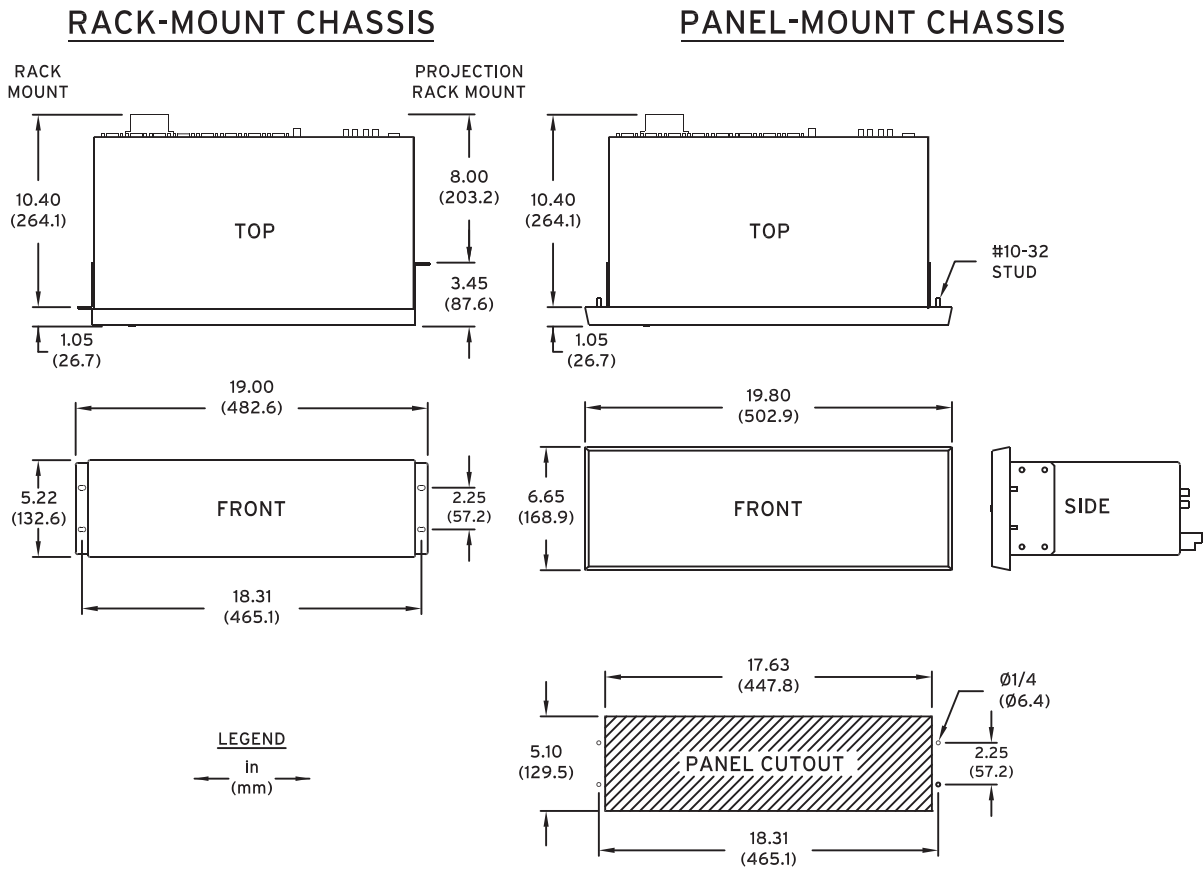 RACK-MOUNT CHASSIS
PANEL-MOUNT CHASSIS
RACK
MOUNT
PROJECTION
RACK MOUNT
10.40
(264.1)
TOP
8.00
(203.2)
3.45
(87.6)
1.05
(26.7)
10.40
(264.1)
TOP
#10-32
STUD
1.05
(26.7)
19.00
(482.6)
5.22
(132.6)
FRONT
2.25
(57.2)
18.31
(465.1)
19.80
(502.9)
6.65
(168.9)
FRONT
SIDE
LEGEND
in
(mm)
17.63
(447.8)
Ø1/4
(Ø6.4)
5.10
(129.5)
PANEL CUTOUT
2.25
(57.2)
18.31
(465.1)